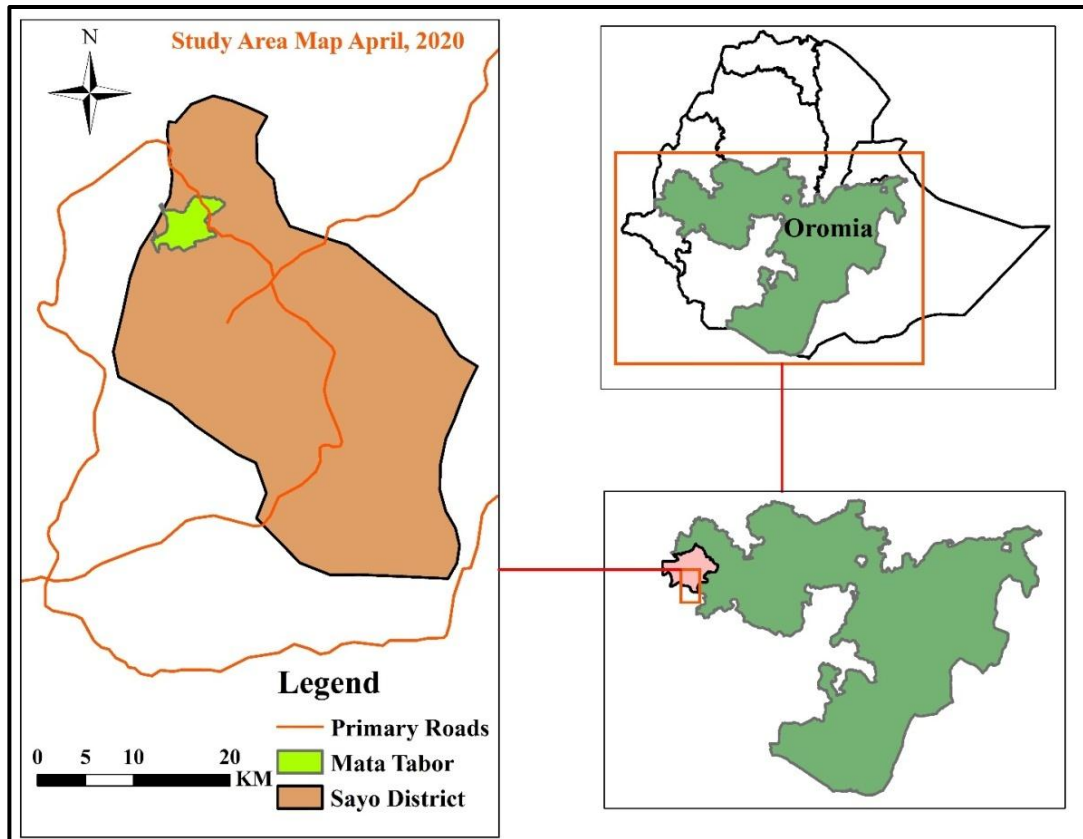 Study Area Map April, 2020
N
Oromia
Legend
Primary Roads
Mata Tabor
Sayo District
0 5 10 20
KM